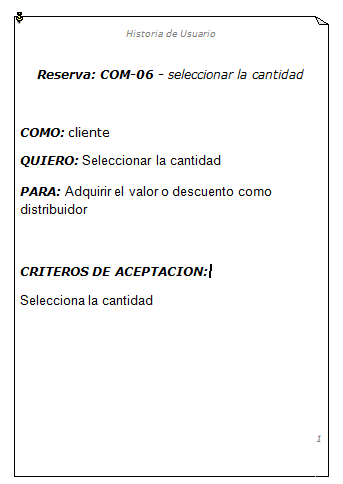 Historia de Usuario
Reserva: COM-06 - seleccionar la cantidad
COMO: cliente
QUIERO: Seleccionar la cantidad
PARA: Adquirir el valor o descuento como
distribuidor
CRITEROS DE ACEPTACION:
Selecciona la cantidad
1